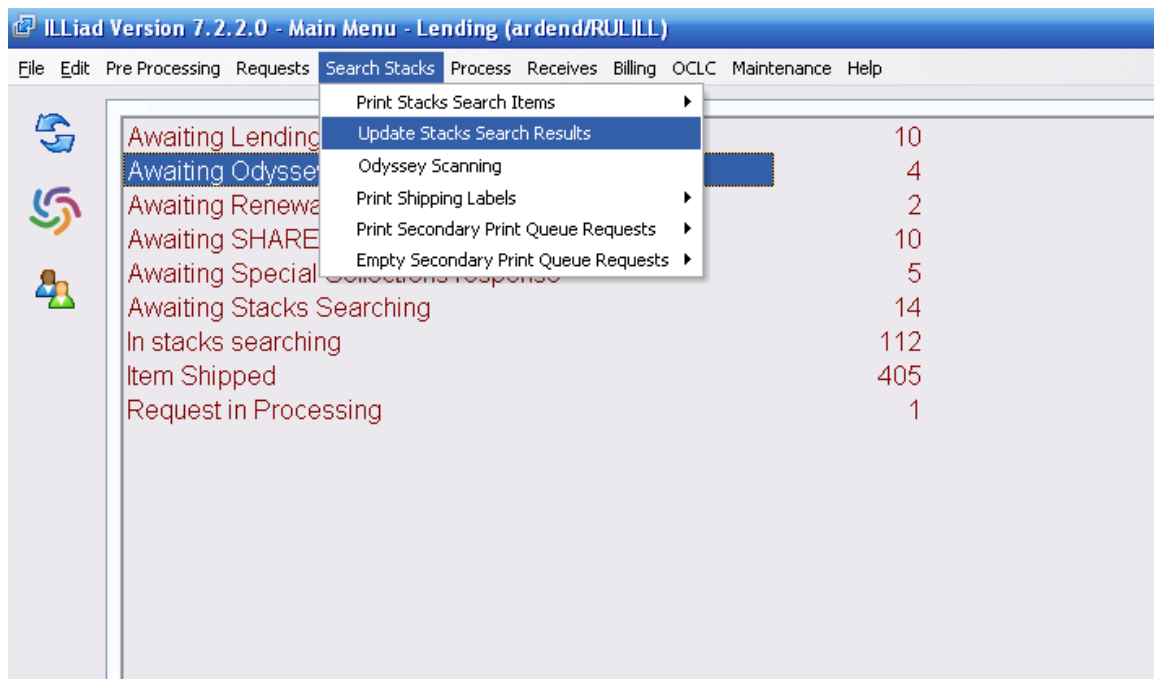 ILLiad Version 7.2.2.0 - Main Menu - Lending (ardend/RULILL)
File Edit Pre Processing Requests Search Stacks Process Receives Billing OCLC Maintenance Help
Print Stacks Search Items
Update Stacks Search Results
Odyssey Scanning
Print Shipping Labels
Print Secondary Print Queue Requests
Empty Secondary Print Queue Requests
Awaiting Lending 10
Awaiting 4
Awaiting 2
Awaiting SHARE 10
Awaiting Special Collections response 5
Awaiting Stacks Searching 14
In stacks searching 112
Item Shipped 405
Request in Processing 1